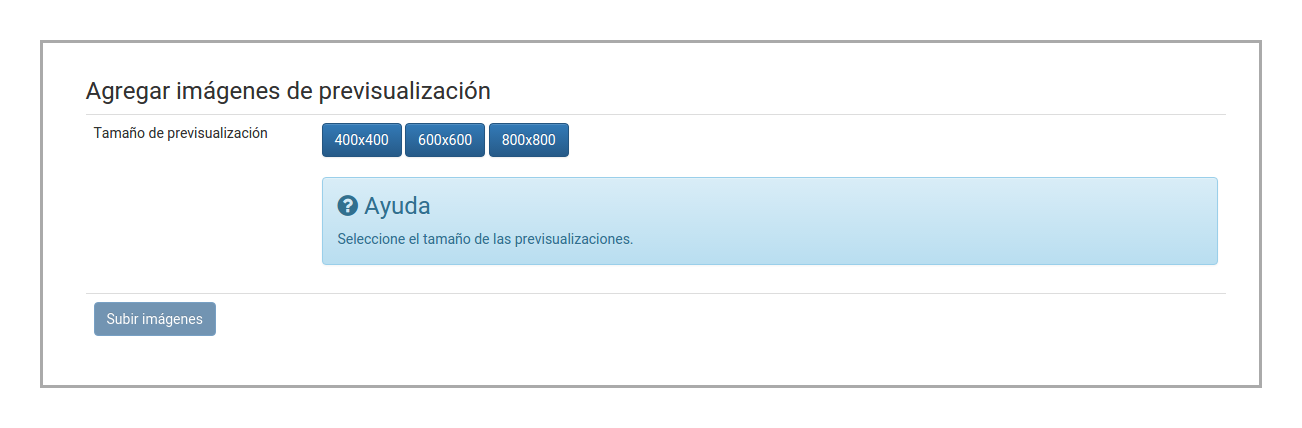 Agregar imágenes de previsualización
Tamaño de previsualización
400x400 600x600 800x800
Ayuda
Seleccione el tamaño de las previsualizaciones.
Subir imágenes